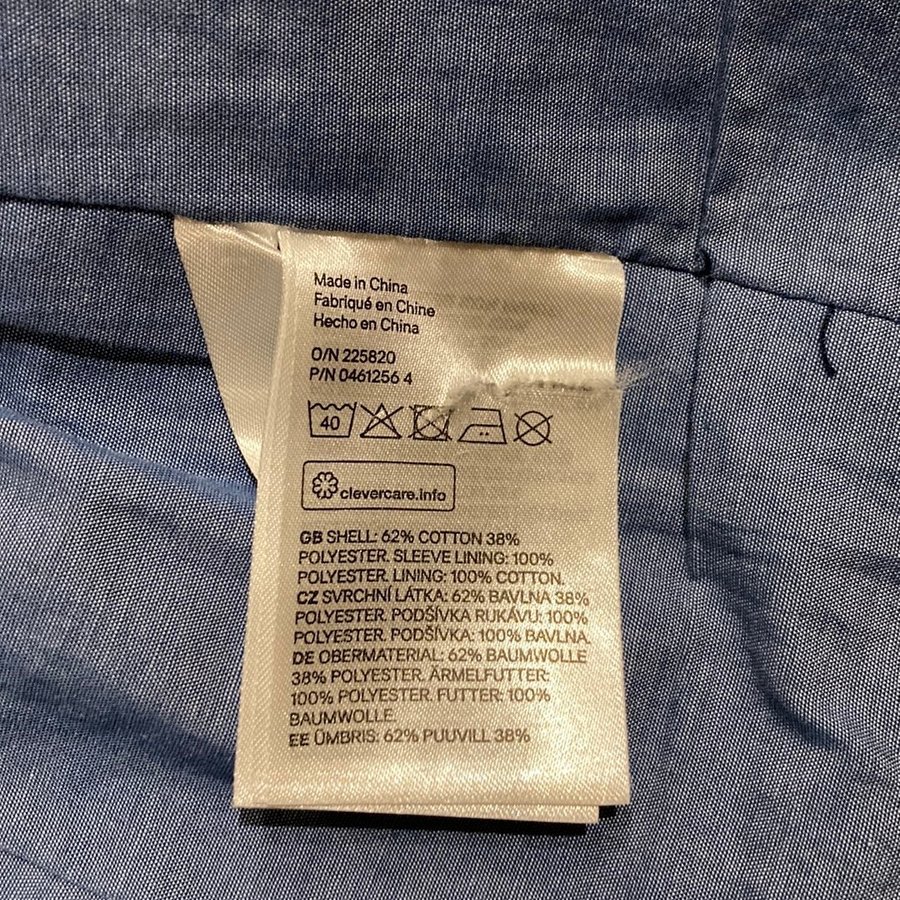 Made in China
Fabriqué en Chine
Hecho en China
O/N 225820
P/N 0461256 4
40
clevercare.info
GB SHELL: 62% COTTON 38%
POLYESTER. SLEEVE LINING: 100%
POLYESTER. LINING: 100% COTTON.
CZ SVRCHNÍ LÁTKA: 62% BAVLNA 38%
POLYESTER. PODŠÍVKA RUKÁVU: 100%
POLYESTER. PODŠÍVKA: 100% BAVLNA.
DE OBERMATERIAL: 62% BAUMWOLLE
38% POLYESTER. ÄRMELFUTTER:
100% POLYESTER. FUTTER: 100%
BAUMWOLLE.
EE ÜMBRIS: 62% PUUVILL 38%